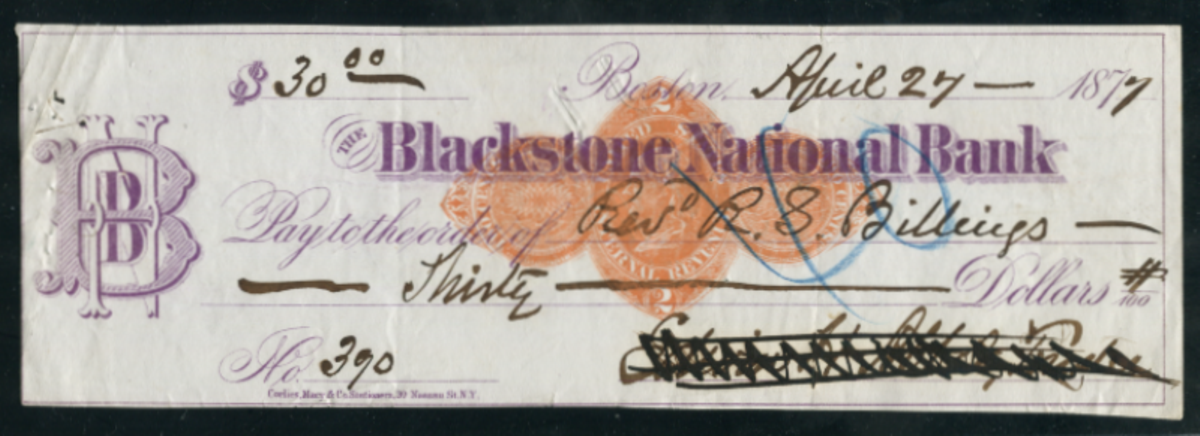 $ 30 00 Boston, April 27 — 1877
THE Blackstone National Bank
Pay to the order of Revd R. S. Billings —
— Thirty — Dollars #/100
No. 390
Corlies, Macy & Co. Stationers, 39 Nassau St. N.Y.